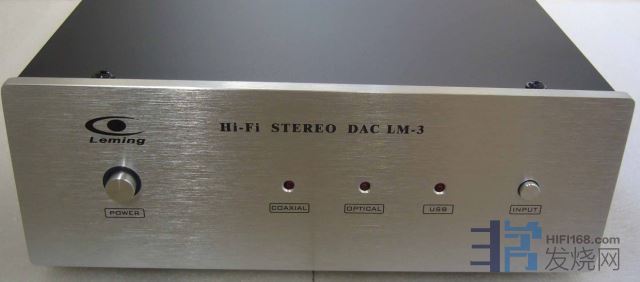 Leming
Hi-Fi STEREO DAC LM-3
POWER
COAXIAL
OPTICAL
USB
INPUT
HIFI168.com
发烧网